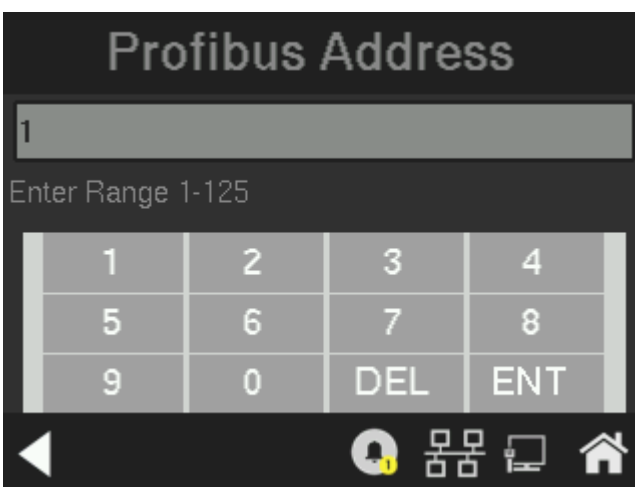 Profibus Address
1
Enter Range 1-125
1 2 3 4
5 6 7 8
9 0 DEL ENT
1